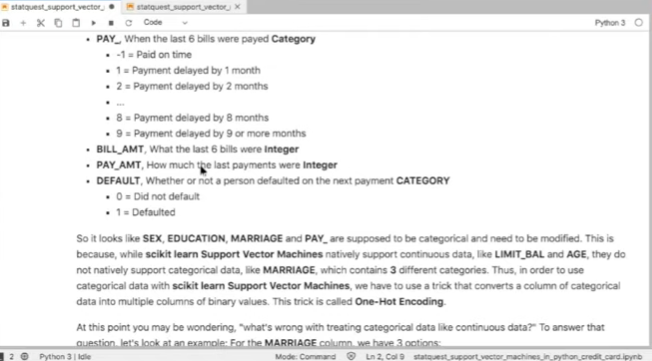 statquest_support_vector_
statquest_support_vector_
Code
Python 3
PAY_, When the last 6 bills were payed Category
-1 = Paid on time
1 = Payment delayed by 1 month
2 = Payment delayed by 2 months
...
8 = Payment delayed by 8 months
9 = Payment delayed by 9 or more months
BILL_AMT, What the last 6 bills were Integer
PAY_AMT, How much the last payments were Integer
DEFAULT, Whether or not a person defaulted on the next payment CATEGORY
0 = Did not default
1 = Defaulted
So it looks like SEX, EDUCATION, MARRIAGE and PAY_ are supposed to be categorical and need to be modified. This is
because, while scikit learn Support Vector Machines natively support continuous data, like LIMIT_BAL and AGE, they do
not natively support categorical data, like MARRIAGE, which contains 3 different categories. Thus, in order to use
categorical data with scikit learn Support Vector Machines, we have to use a trick that converts a column of categorical
data into multiple columns of binary values. This trick is called One-Hot Encoding.
At this point you may be wondering, "what's wrong with treating categorical data like continuous data?" To answer that
question, let's look at an example: For the MARRIAGE column, we have 3 options:
2
Python 3 | Idle
Mode: Command
Ln 2, Col 9
statquest_support_vector_machines_in_python_credit_card.ipynb